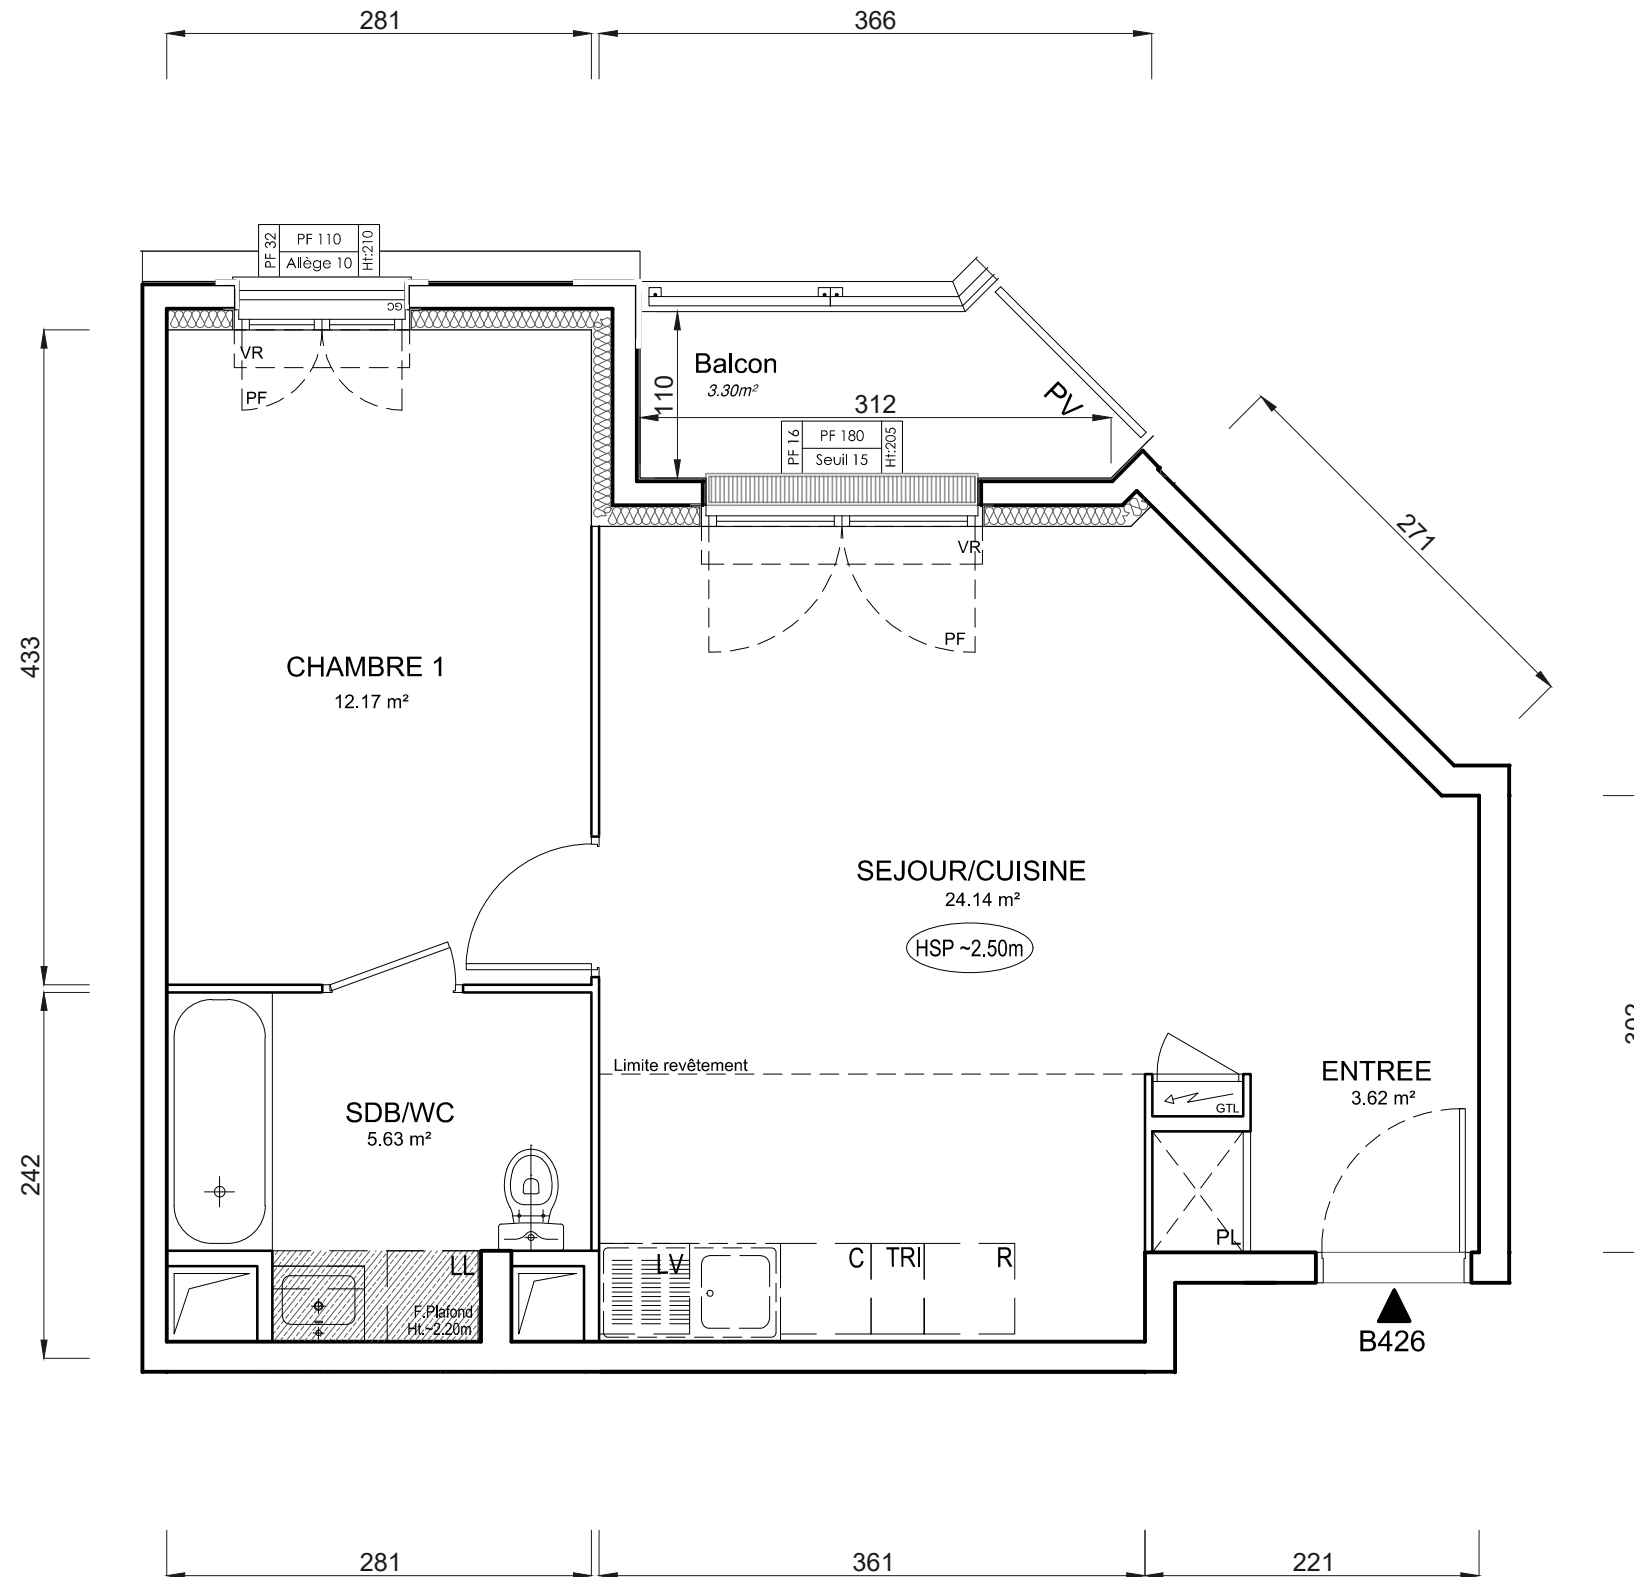 281
366
PF 32
PF 110
Allège 10
Ht:210
GC
VR
PF
Balcon
3.30m²
110
312
PV
PF 16
PF 180
Seuil 15
Ht:205
VR
PF
271
433
CHAMBRE 1
12.17 m²
SEJOUR/CUISINE
24.14 m²
HSP ~2.50m
Limite revêtement
ENTREE
3.62 m²
GTL
SDB/WC
5.63 m²
242
PL
LL
F.Plafond
Ht.~2.20m
LV
C
TRI
R
B426
281
361
221